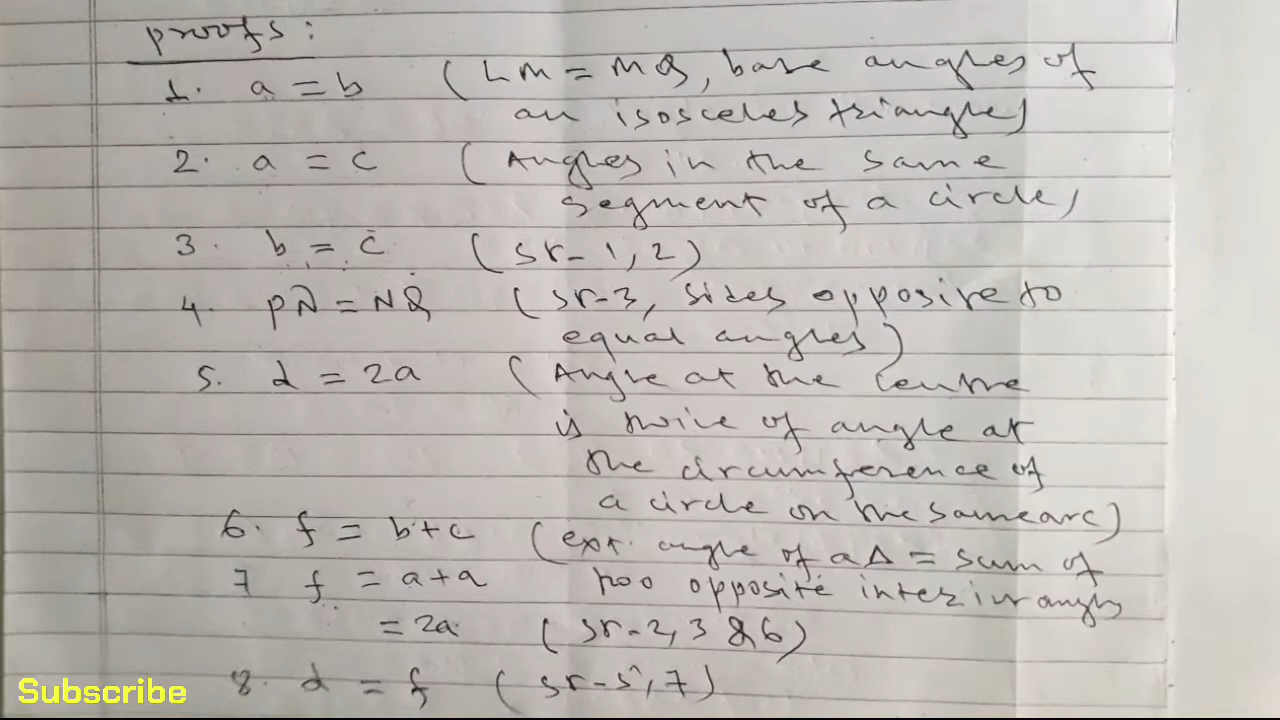 proofs:
1. a = b (LM = MQ, base angles of
an isosceles triangle)
2. a = c (Angles in the same
segment of a circle)
3. b = c (sr-1,2)
4. PN = NQ (sr-3, sides opposite to
equal angles)
5. d = 2a (Angle at the centre
is twice of angle at
the circumference of
a circle on the same arc)
6. f = b+c (ext. angle of a Δ = sum of
7 f = a+a two opposite interior angles
= 2a (sr-2,3 & 6)
8. d = f (sr-5,7)
Subscribe